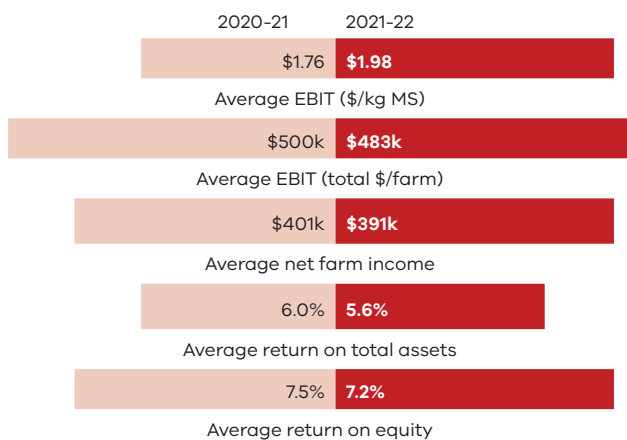 2020-21 2021-22
$1.76 $1.98
Average EBIT ($/kg MS)
$500k $483k
Average EBIT (total $/farm)
$401k $391k
Average net farm income
6.0% 5.6%
Average return on total assets
7.5% 7.2%
Average return on equity